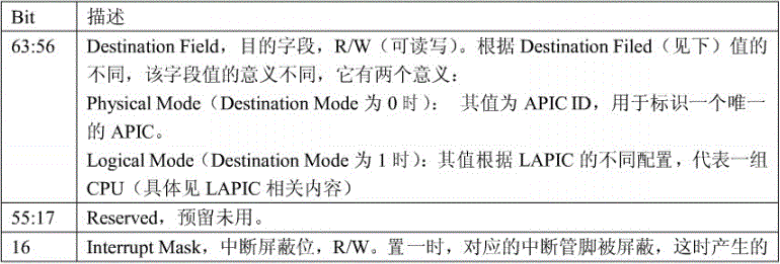 Bit 描述
63:56 Destination Field，目的字段，R/W（可读写）。根据 Destination Filed（见下）值的
不同，该字段值的意义不同，它有两个意义：
Physical Mode（Destination Mode 为 0 时）： 其值为 APIC ID，用于标识一个唯一
的 APIC。
Logical Mode（Destination Mode 为 1 时）：其值根据 LAPIC 的不同配置，代表一组
CPU（具体见 LAPIC 相关内容）
55:17 Reserved，预留未用。
16 Interrupt Mask，中断屏蔽位，R/W。置一时，对应的中断管脚被屏蔽，这时产生的